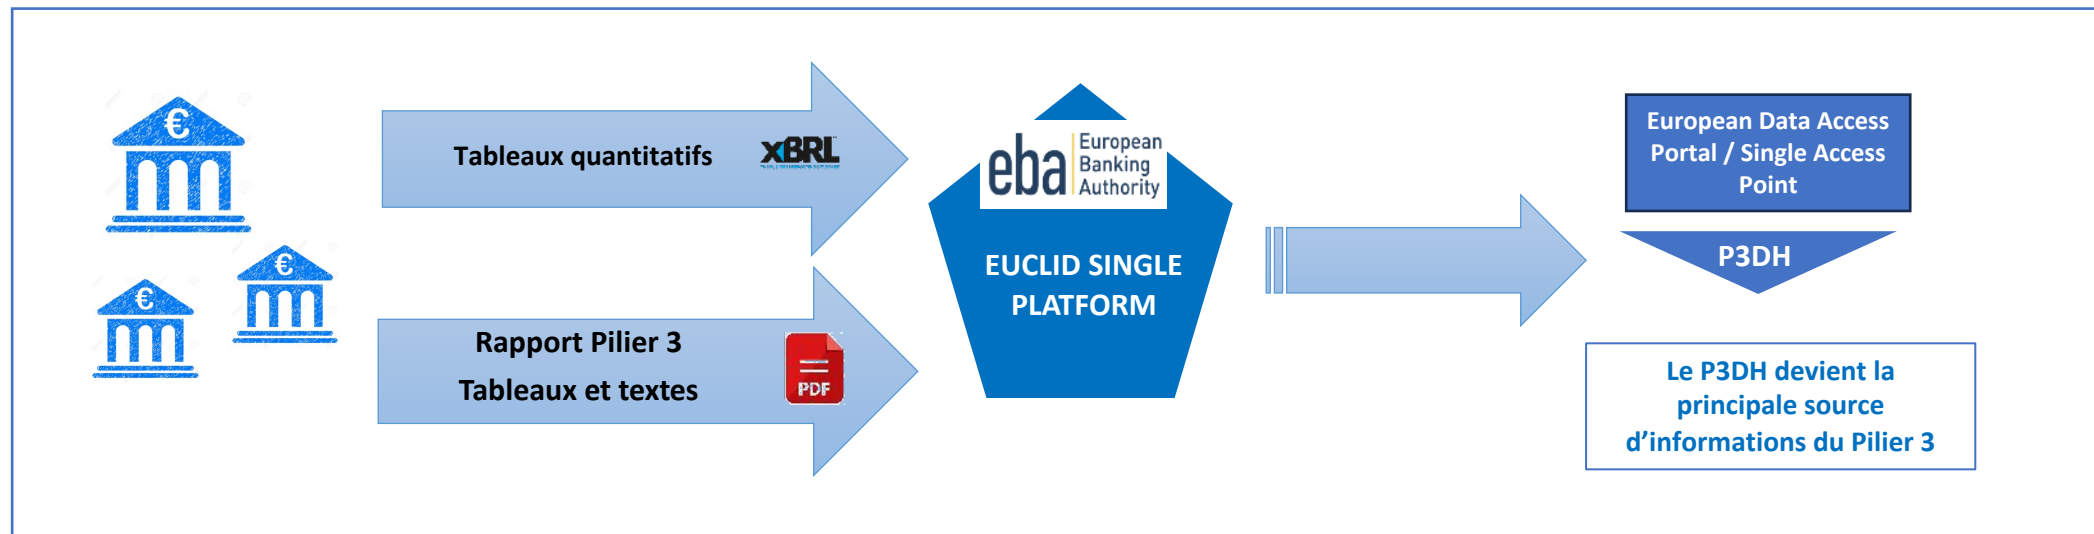 €
€
€
Tableaux quantitatifs
XBRL
Rapport Pilier 3
Tableaux et textes
PDF
eba
European
Banking
Authority
EUCLID SINGLE
PLATFORM
European Data Access
Portal / Single Access
Point
P3DH
Le P3DH devient la
principale source
d’informations du Pilier 3